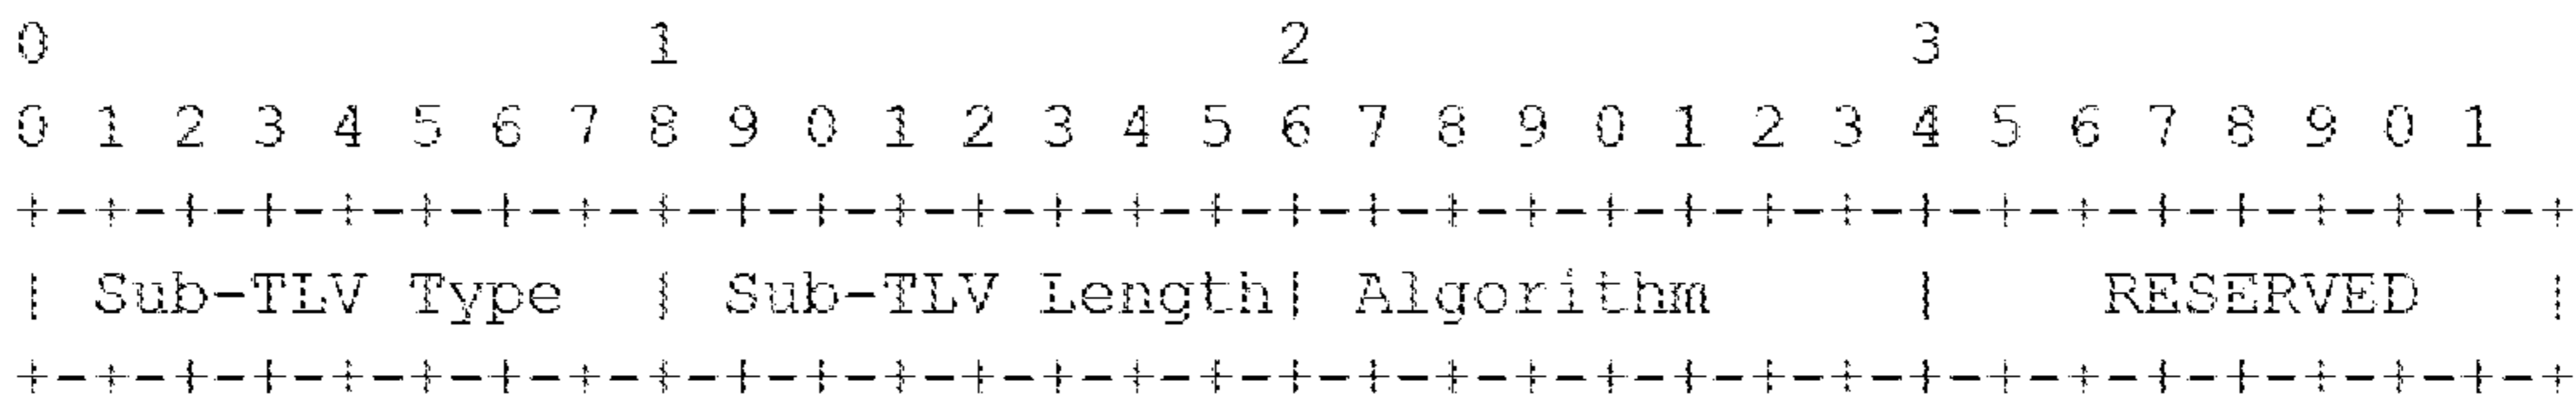 0               1               2               3
0 1 2 3 4 5 6 7 8 9 0 1 2 3 4 5 6 7 8 9 0 1 2 3 4 5 6 7 8 9 0 1
+-+-+-+-+-+-+-+-+-+-+-+-+-+-+-+-+-+-+-+-+-+-+-+-+-+-+-+-+-+-+-+-+
| Sub-TLV Type  | Sub-TLV Length| Algorithm     |    RESERVED   |
+-+-+-+-+-+-+-+-+-+-+-+-+-+-+-+-+-+-+-+-+-+-+-+-+-+-+-+-+-+-+-+-+